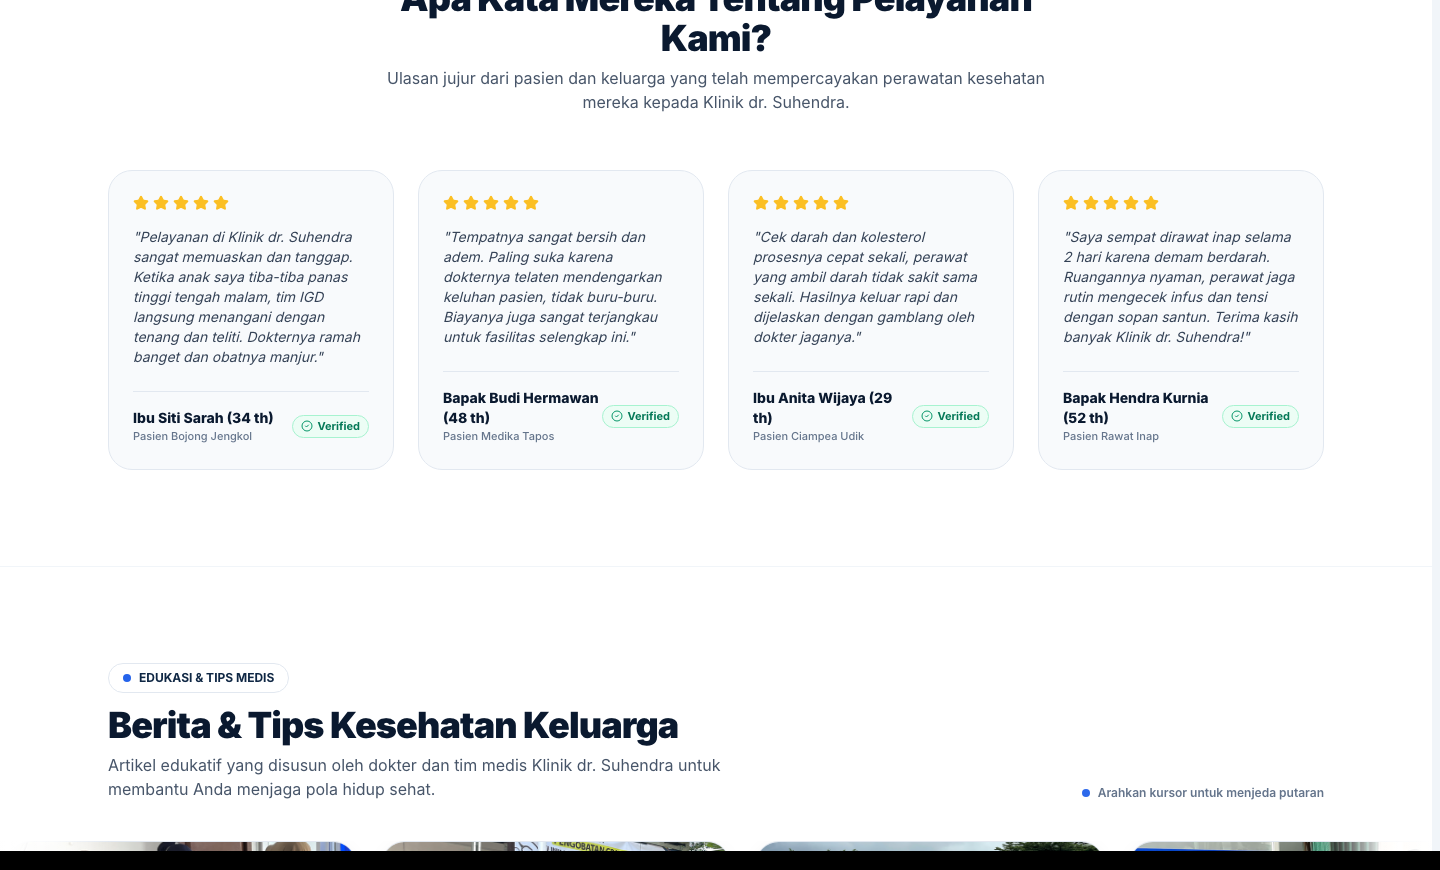 Apa Kata Mereka Tentang Pelayanan
Kami?
Ulasan jujur dari pasien dan keluarga yang telah mempercayakan perawatan kesehatan
mereka kepada Klinik dr. Suhendra.
"Pelayanan di Klinik dr. Suhendra
sangat memuaskan dan tanggap.
Ketika anak saya tiba-tiba panas
tinggi tengah malam, tim IGD
langsung menangani dengan
tenang dan teliti. Dokternya ramah
banget dan obatnya manjur."
Ibu Siti Sarah (34 th)
Pasien Bojong Jengkol
Verified
"Tempatnya sangat bersih dan
adem. Paling suka karena
dokternya telaten mendengarkan
keluhan pasien, tidak buru-buru.
Biayanya juga sangat terjangkau
untuk fasilitas selengkap ini."
Bapak Budi Hermawan
(48 th)
Pasien Medika Tapos
Verified
"Cek darah dan kolesterol
prosesnya cepat sekali, perawat
yang ambil darah tidak sakit sama
sekali. Hasilnya keluar rapi dan
dijelaskan dengan gamblang oleh
dokter jaganya."
Ibu Anita Wijaya (29
th)
Pasien Ciampea Udik
Verified
"Saya sempat dirawat inap selama
2 hari karena demam berdarah.
Ruangannya nyaman, perawat jaga
rutin mengecek infus dan tensi
dengan sopan santun. Terima kasih
banyak Klinik dr. Suhendra!"
Bapak Hendra Kurnia
(52 th)
Pasien Rawat Inap
Verified
EDUKASI & TIPS MEDIS
Berita & Tips Kesehatan Keluarga
Artikel edukatif yang disusun oleh dokter dan tim medis Klinik dr. Suhendra untuk
membantu Anda menjaga pola hidup sehat.
Arahkan kursor untuk menjeda putaran